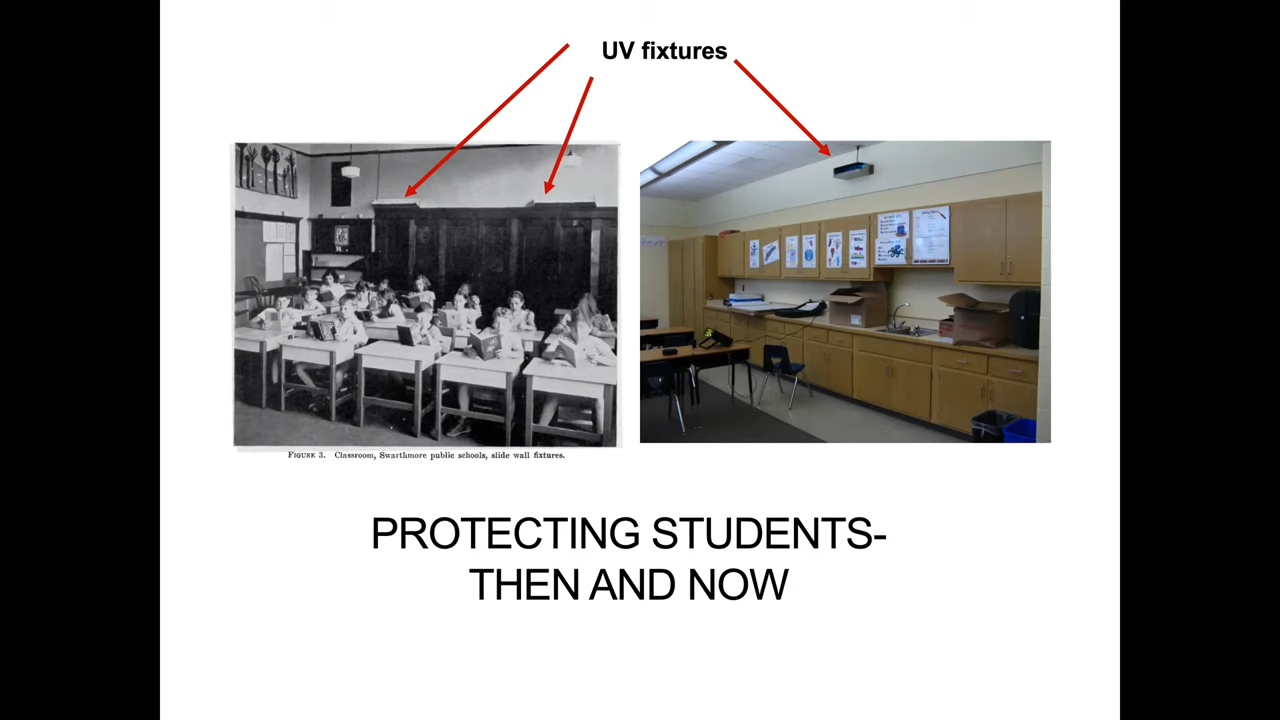 UV fixtures
Figure 3. Classroom, Swarthmore public schools, slide wall fixtures.
PROTECTING STUDENTS-
THEN AND NOW